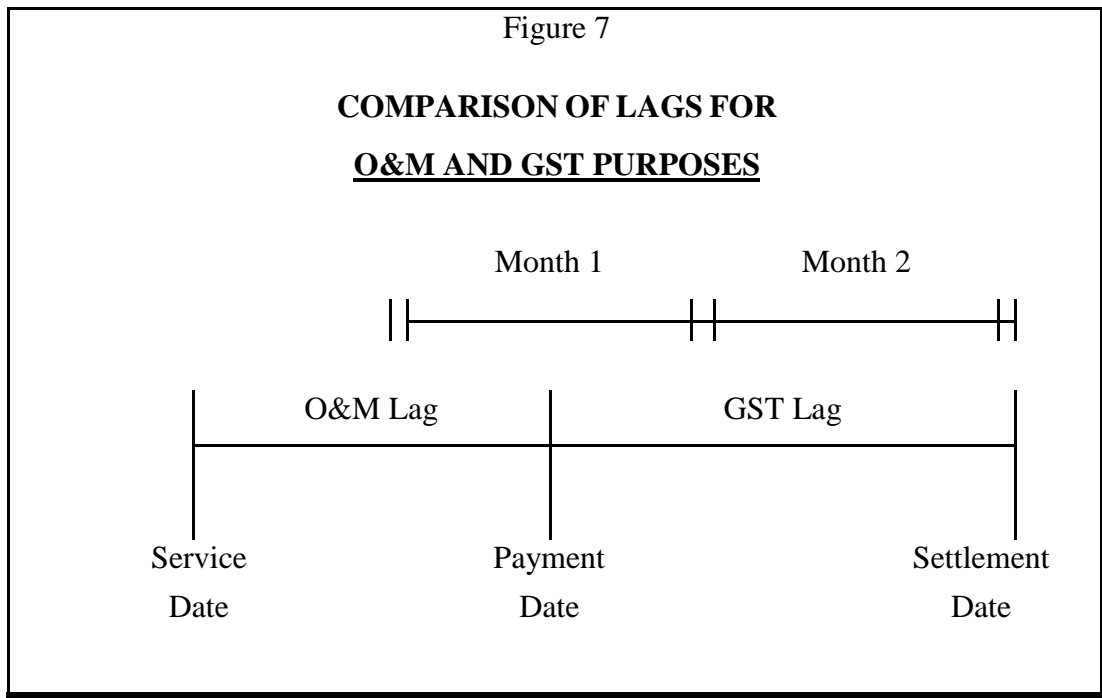 Figure 7
COMPARISON OF LAGS FOR
O&M AND GST PURPOSES
Month 1 Month 2
O&M Lag GST Lag
Service Payment Settlement
Date Date Date